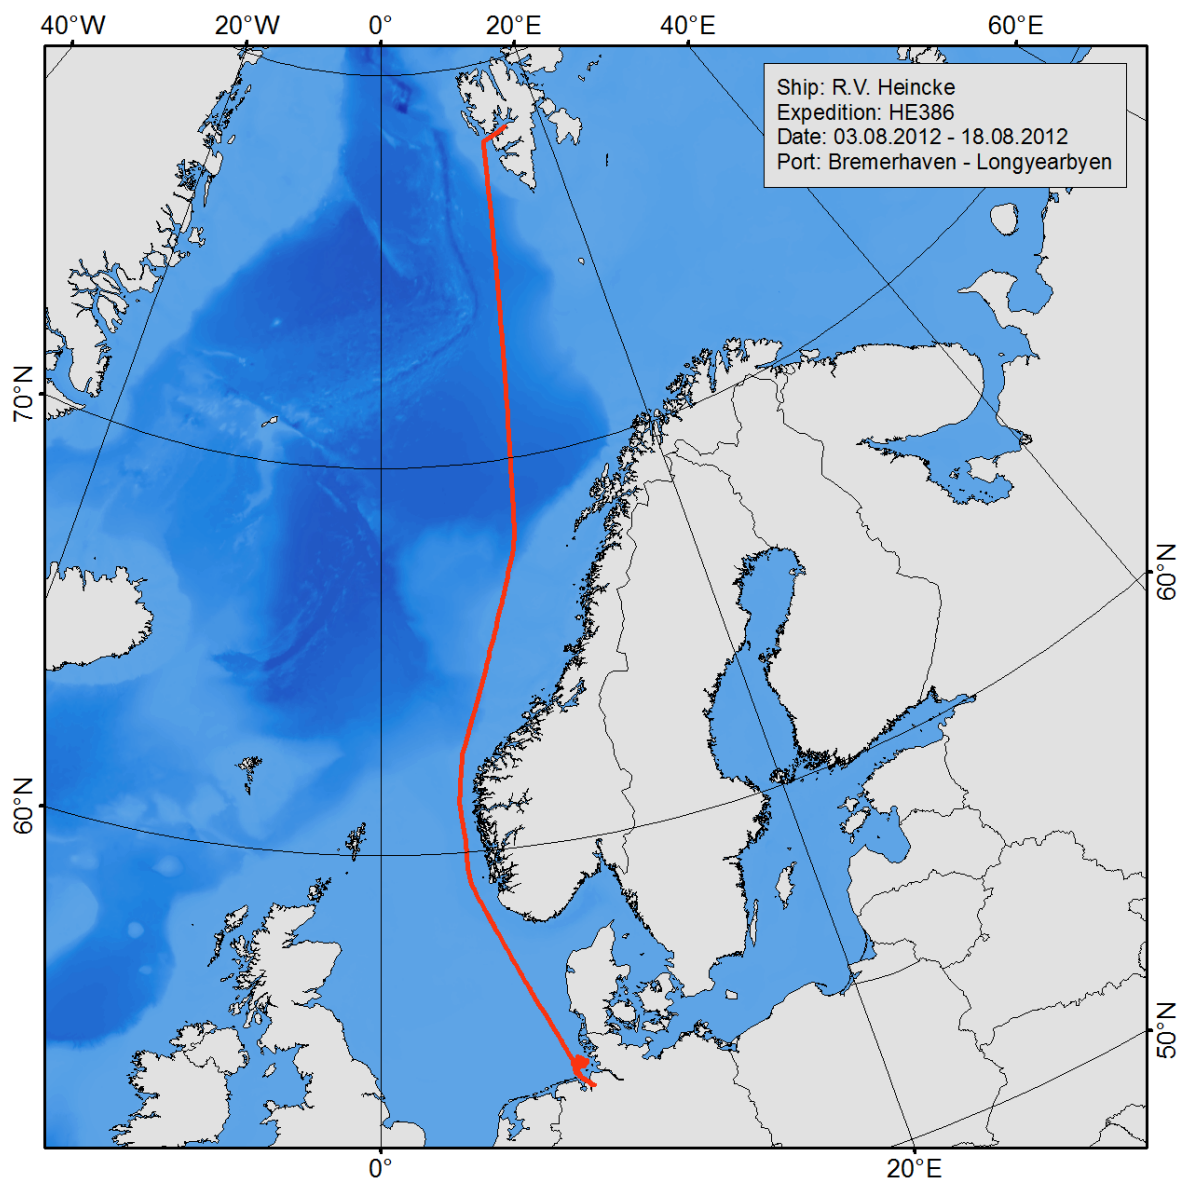 40°W 20°W 0° 20°E 40°E 60°E
Ship: R.V. Heincke
Expedition: HE386
Date: 03.08.2012 - 18.08.2012
Port: Bremerhaven - Longyearbyen
70°N
60°N
60°N
50°N
0° 20°E